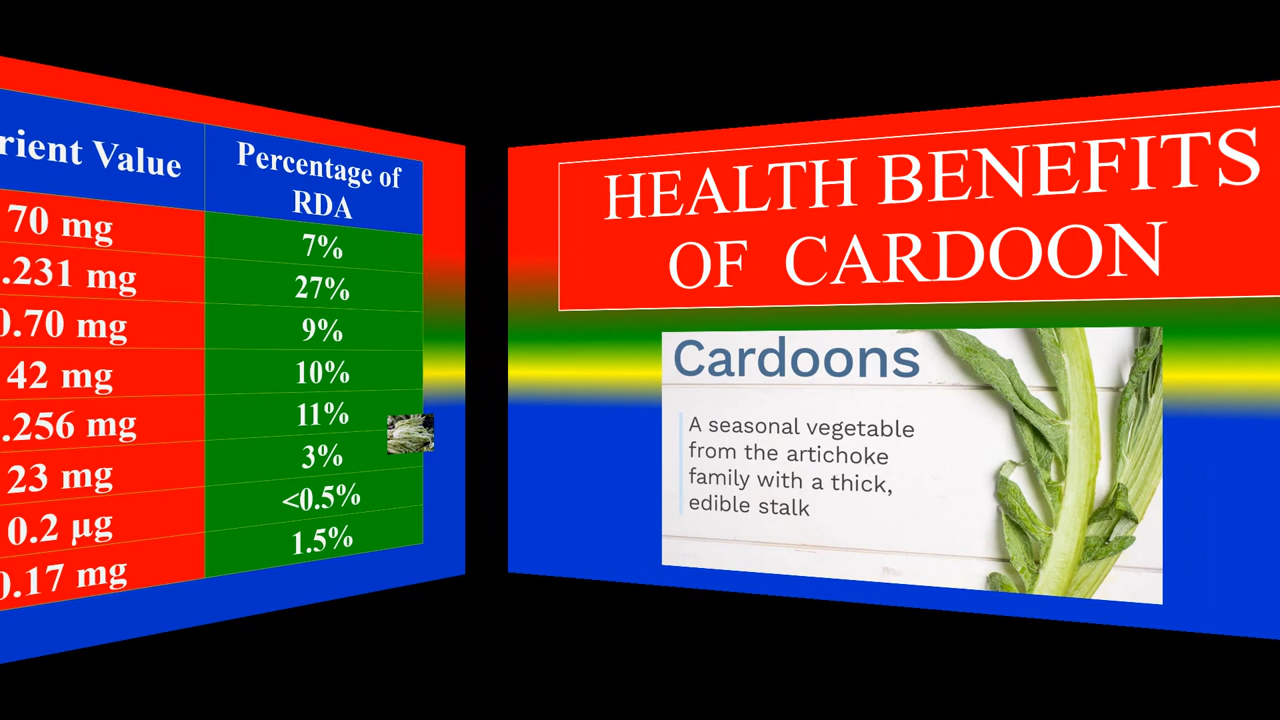 rient Value
Percentage of
RDA
70 mg
7%
.231 mg
27%
0.70 mg
9%
42 mg
10%
.256 mg
11%
23 mg
3%
0.2 µg
<0.5%
0.17 mg
1.5%
HEALTH BENEFITS
OF CARDOON
Cardoons
A seasonal vegetable
from the artichoke
family with a thick,
edible stalk